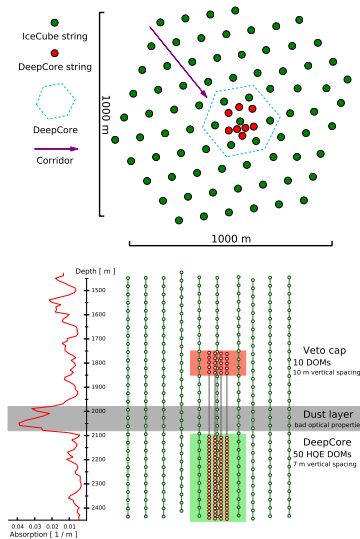 IceCube string
DeepCore string
DeepCore
Corridor
1000 m
1000 m
Depth [ m ]
1500
1600
1700
1800
1900
2000
2100
2200
2300
2400
Veto cap
10 DOMs
10 m vertical spacing
Dust layer
bad optical propertie
DeepCore
50 HQE DOMs
7 m vertical spacing
0.04 0.03 0.02 0.01
Absorption [ 1 / m ]